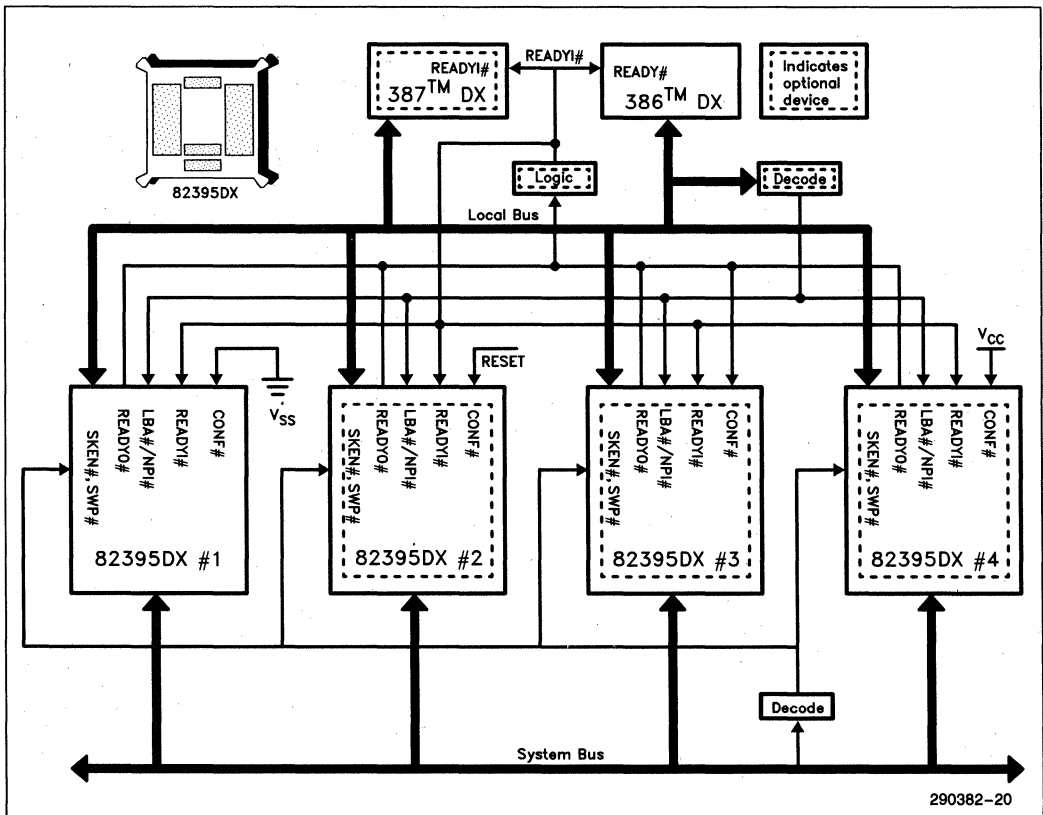 READYI#
READYI#
387™ DX
READY#
386™ DX
Indicates
optional
device
82395DX
Logic
Decode
Local Bus
RESET
VSS
VCC
SKEN#, SWP#
READYO#
LBA#/NPI#
READYI#
CONF#
82395DX #1
SKEN#, SWP#
READYO#
LBA#/NPI#
READYI#
CONF#
82395DX #2
SKEN#, SWP#
READYO#
LBA#/NPI#
READYI#
CONF#
82395DX #3
SKEN#, SWP#
READYO#
LBA#/NPI#
READYI#
CONF#
82395DX #4
Decode
System Bus
290382-20